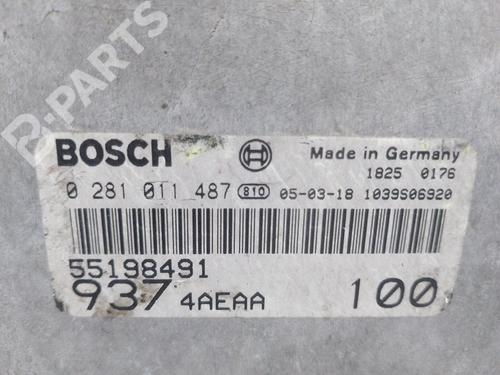 B-PARTS
BOSCH Made in Germany
1825 0176
0 281 011 487 810 05-03-18 1039S06920
55198491
937 4AEAA 100